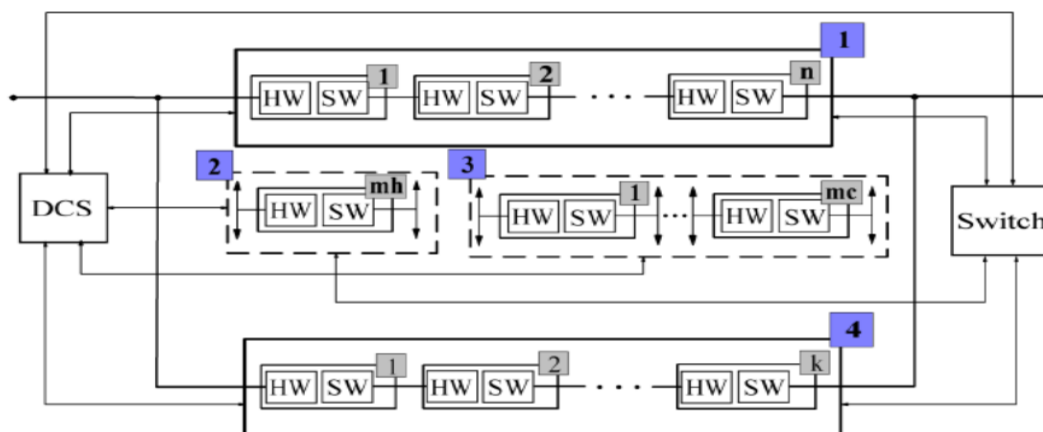 1
1 2 n
HW SW HW SW ... HW SW
2 3
mh 1 mc
DCS HW SW HW SW ... HW SW Switch
4
1 2 k
HW SW HW SW ... HW SW